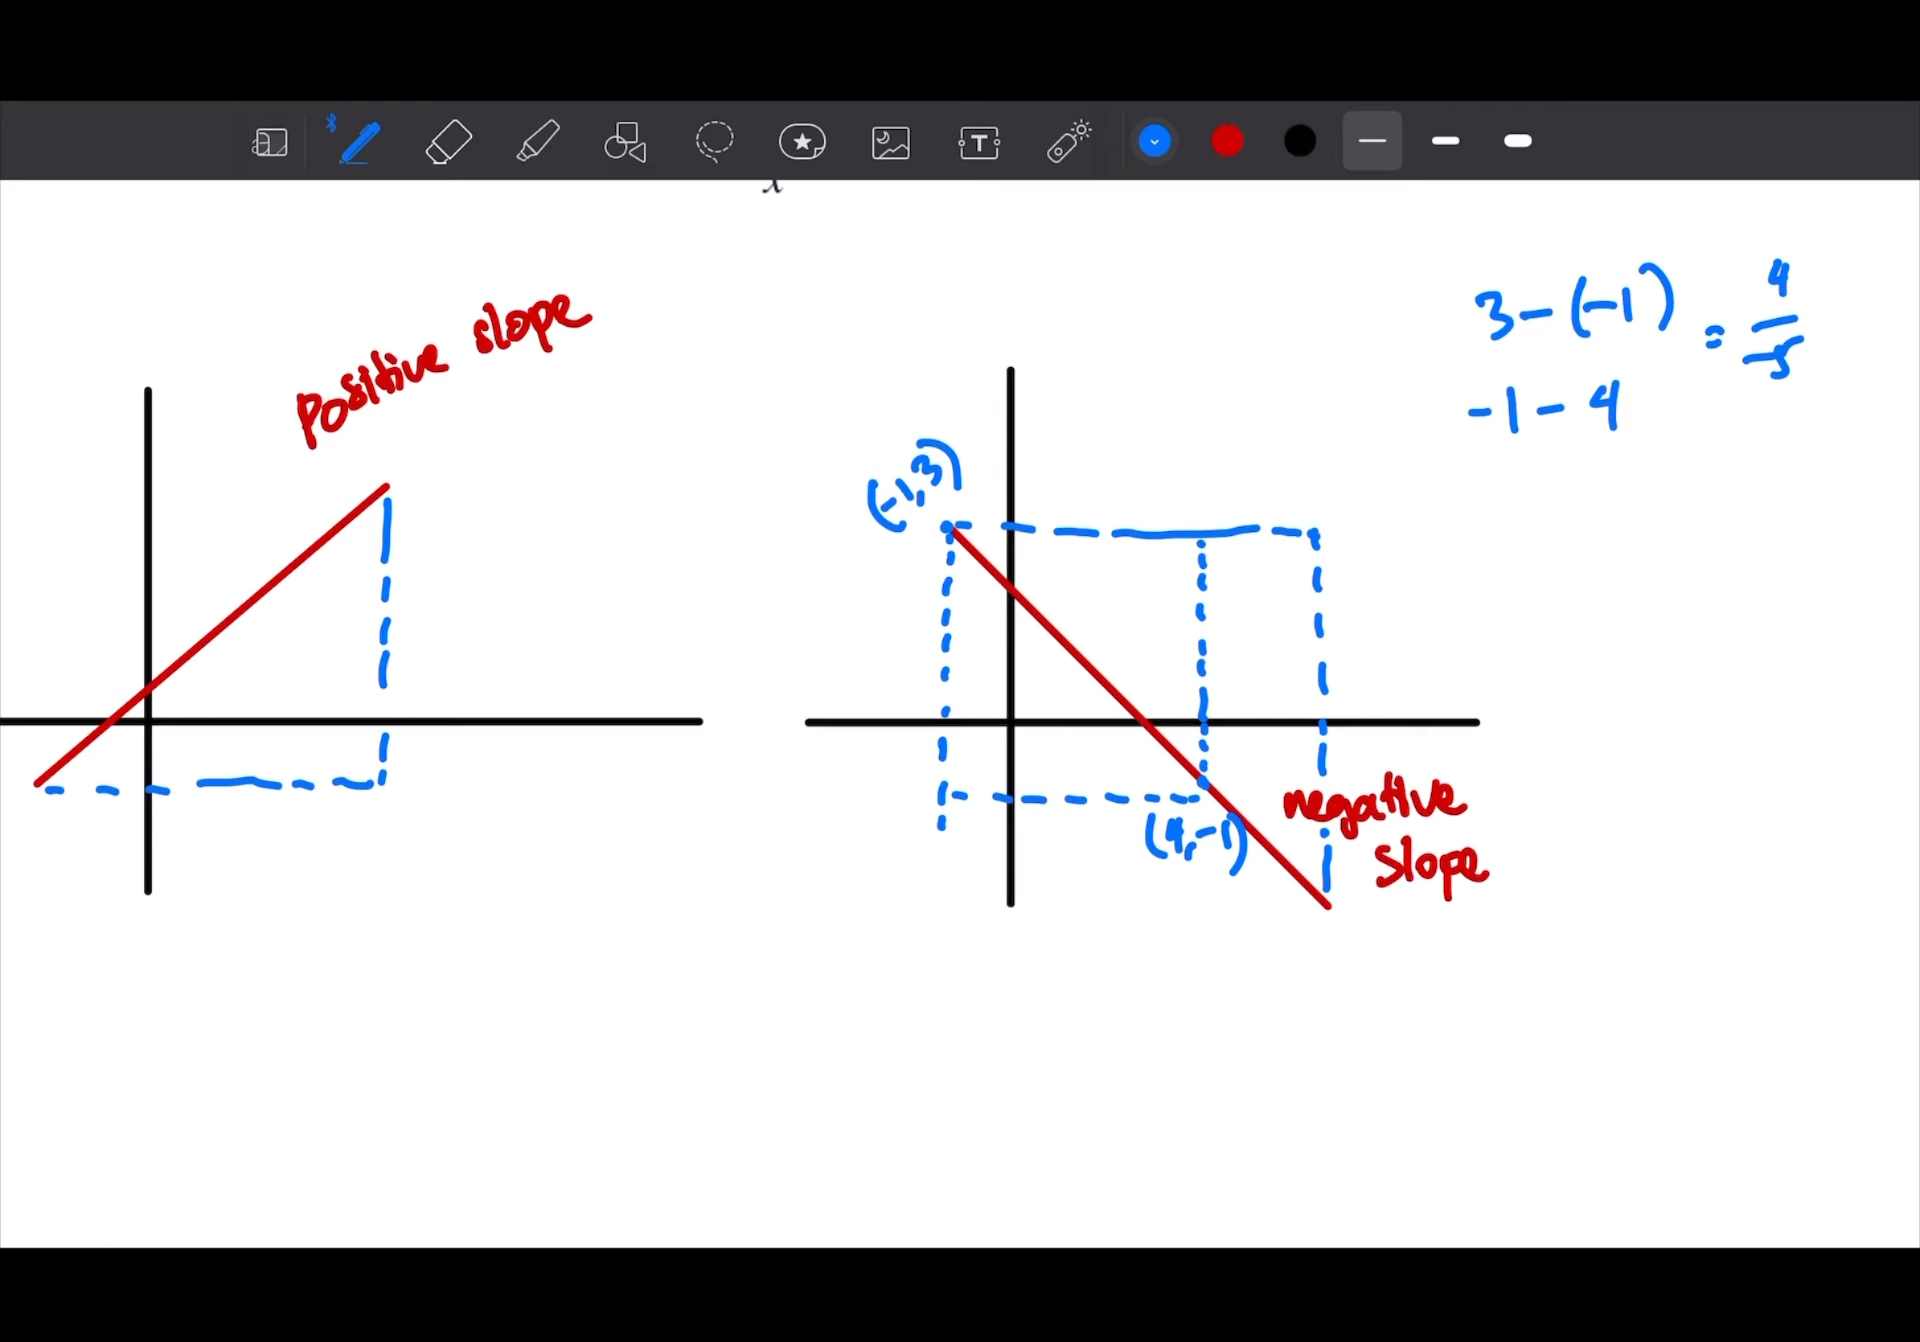 x
Positive slope
3-(-1)
-1-4
= 4/-5
(-1,3)
(4,-1)
negative
slope